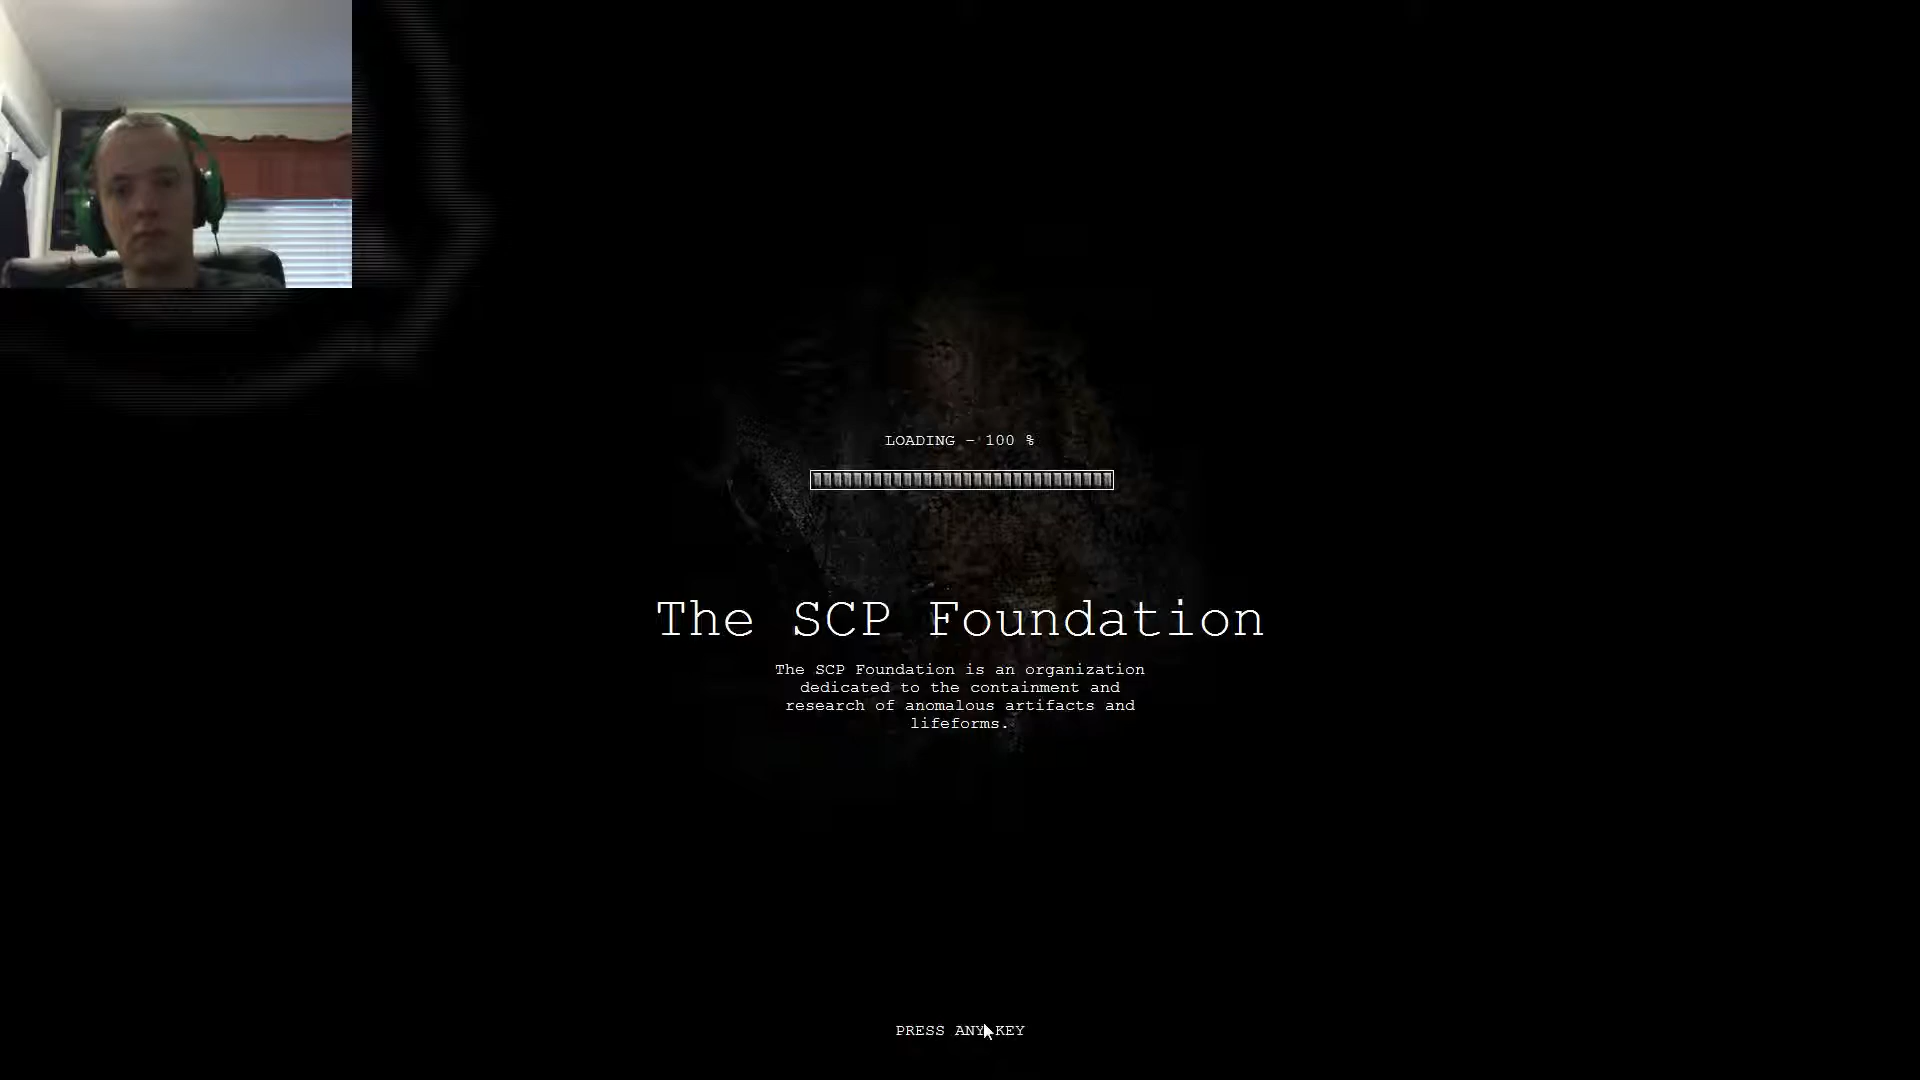 LOADING - 100 %
The SCP Foundation
The SCP Foundation is an organization
dedicated to the containment and
research of anomalous artifacts and
lifeforms.
PRESS ANY KEY